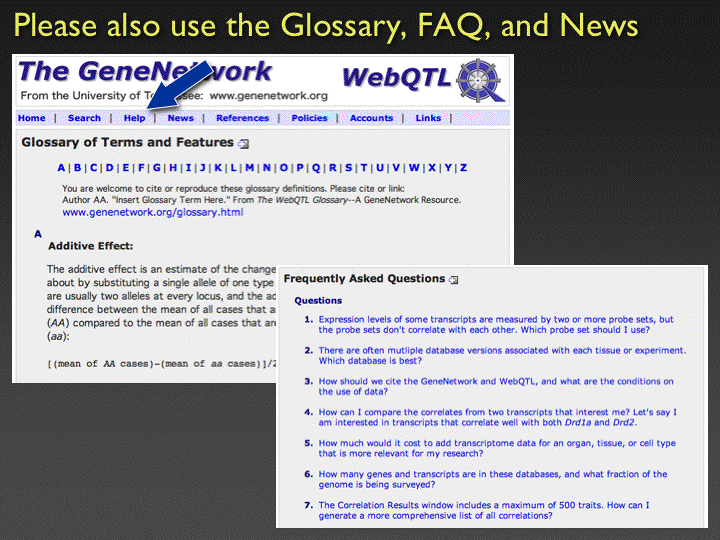 Please also use the Glossary, FAQ, and News
The GeneNetwork
WebQTL
From the University of Tennessee: www.genenetwork.org
Home | Search | Help | News | References | Policies | Accounts | Links |
Glossary of Terms and Features
A | B | C | D | E | F | G | H | I | J | K | L | M | N | O | P | Q | R | S | T | U | V | W | X | Y | Z
You are welcome to cite or reproduce these glossary definitions. Please cite or link:
Author AA. "Insert Glossary Term Here." From The WebQTL Glossary--A GeneNetwork Resource.
www.genenetwork.org/glossary.html
A
Additive Effect:
The additive effect is an estimate of the change
about by substituting a single allele of one type
are usually two alleles at every locus, and the ad
difference between the mean of all cases that a
(AA) compared to the mean of all cases that are
(aa):
[(mean of AA cases)-(mean of aa cases)]/2
Frequently Asked Questions
Questions
1. Expression levels of some transcripts are measured by two or more probe sets, but
the probe sets don't correlate with each other. Which probe set should I use?
2. There are often mutliple database versions associated with each tissue or experiment.
Which database is best?
3. How should we cite the GeneNetwork and WebQTL, and what are the conditions on
the use of data?
4. How can I compare the correlates from two transcripts that interest me? Let's say I
am interested in transcripts that correlate well with both Drd1a and Drd2.
5. How much would it cost to add transcriptome data for an organ, tissue, or cell type
that is more relevant for my research?
6. How many genes and transcripts are in these databases, and what fraction of the
genome is being surveyed?
7. The Correlation Results window includes a maximum of 500 traits. How can I
generate a more comprehensive list of all correlations?